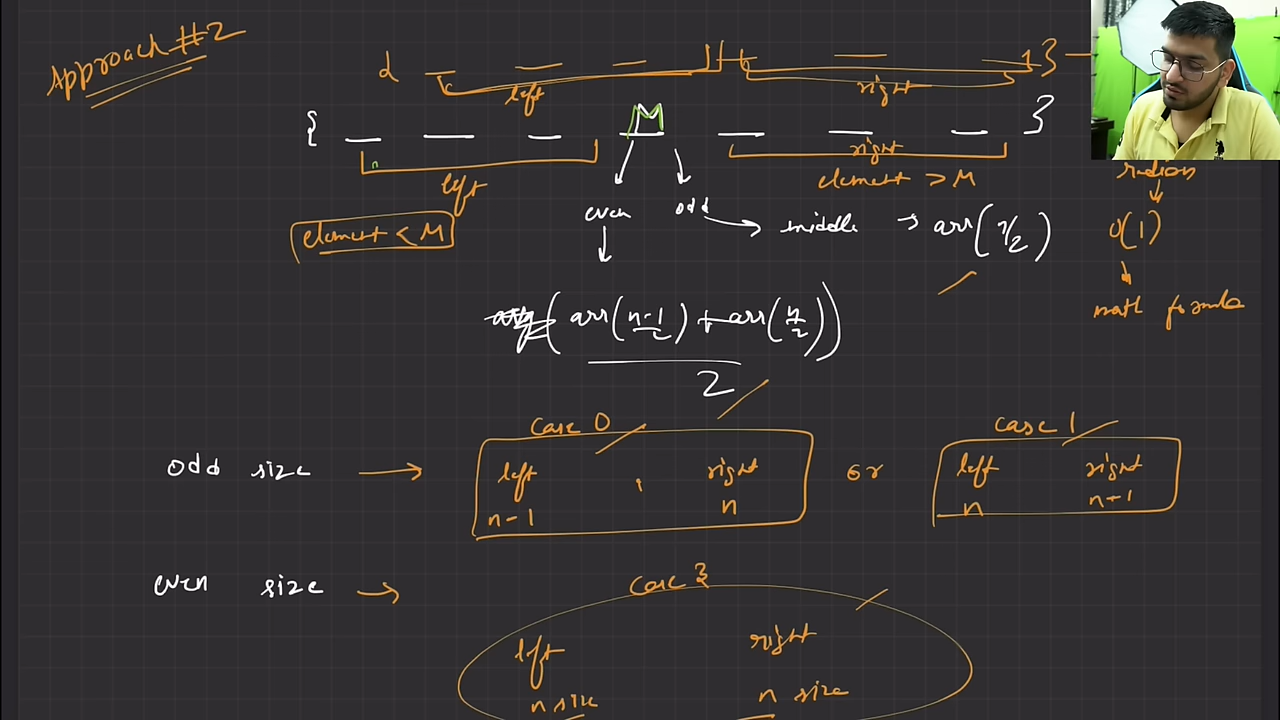 Approach #2
left
right
}
{ M }
left
right
element > M
element < M
even
odd → middle → arr(n/2)
O(1)
math formula
(arr(n-1/2) + arr(n/2))
2
case 0
case 1
odd size →
left , right
n-1 n
or
left right
n n+1
even size →
case
left right
n size n size